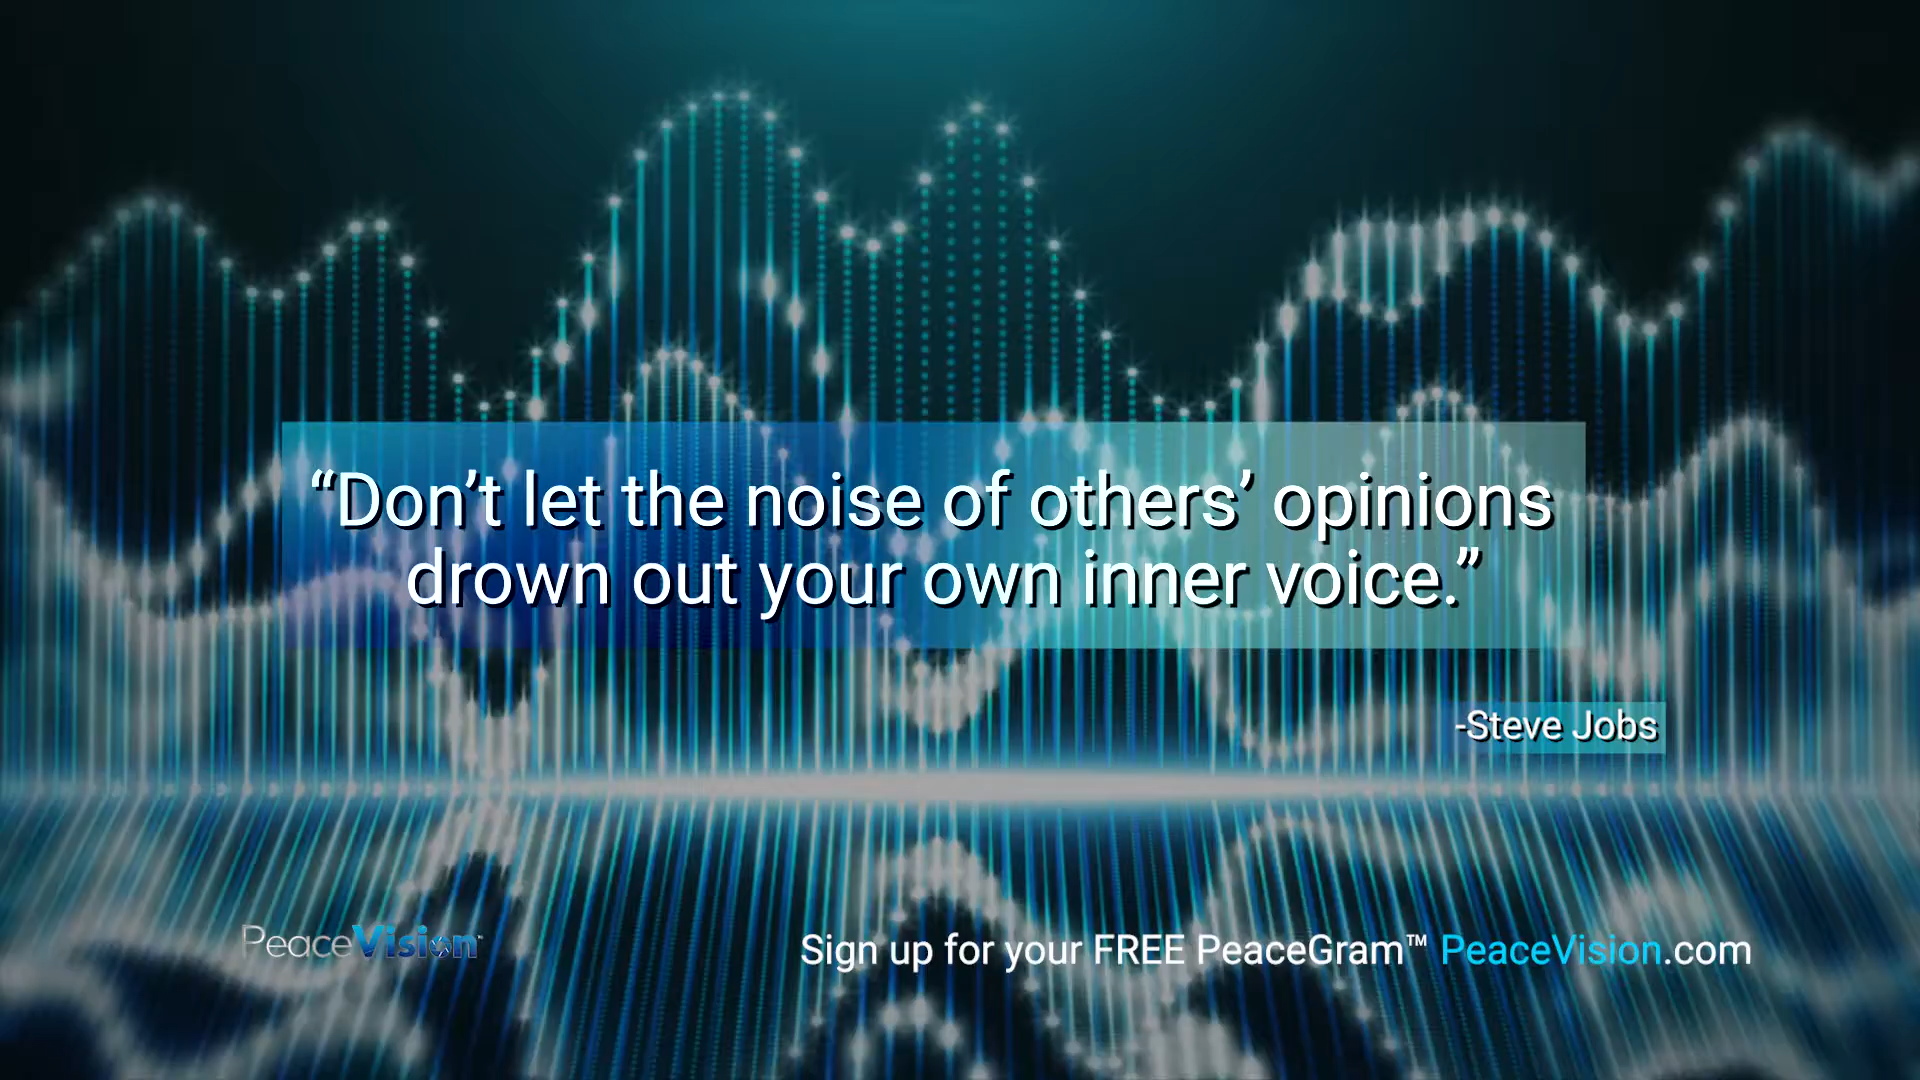 “Don’t let the noise of others’ opinions
drown out your own inner voice.”
-Steve Jobs
PeaceVision™
Sign up for your FREE PeaceGram™ PeaceVision.com